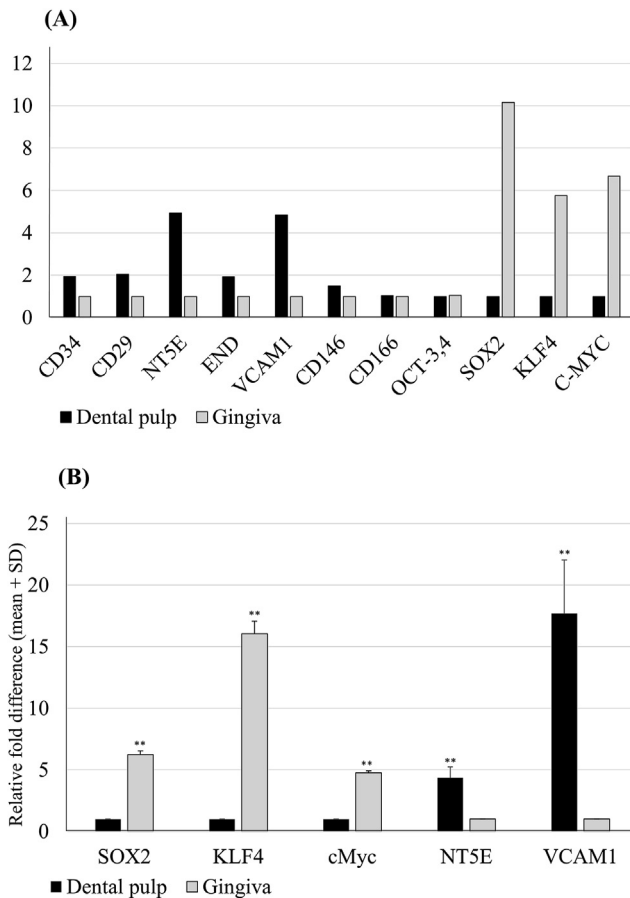 (A)
12
10
8
6
4
2
0
CD34 CD29 NT5E END VCAM1 CD146 CD166 OCT-3,4 SOX2 KLF4 C-MYC
Dental pulp Gingiva
(B)
Relative fold difference (mean + SD)
25
20
15
10
5
0
** ** ** ** **
SOX2 KLF4 cMyc NT5E VCAM1
Dental pulp Gingiva